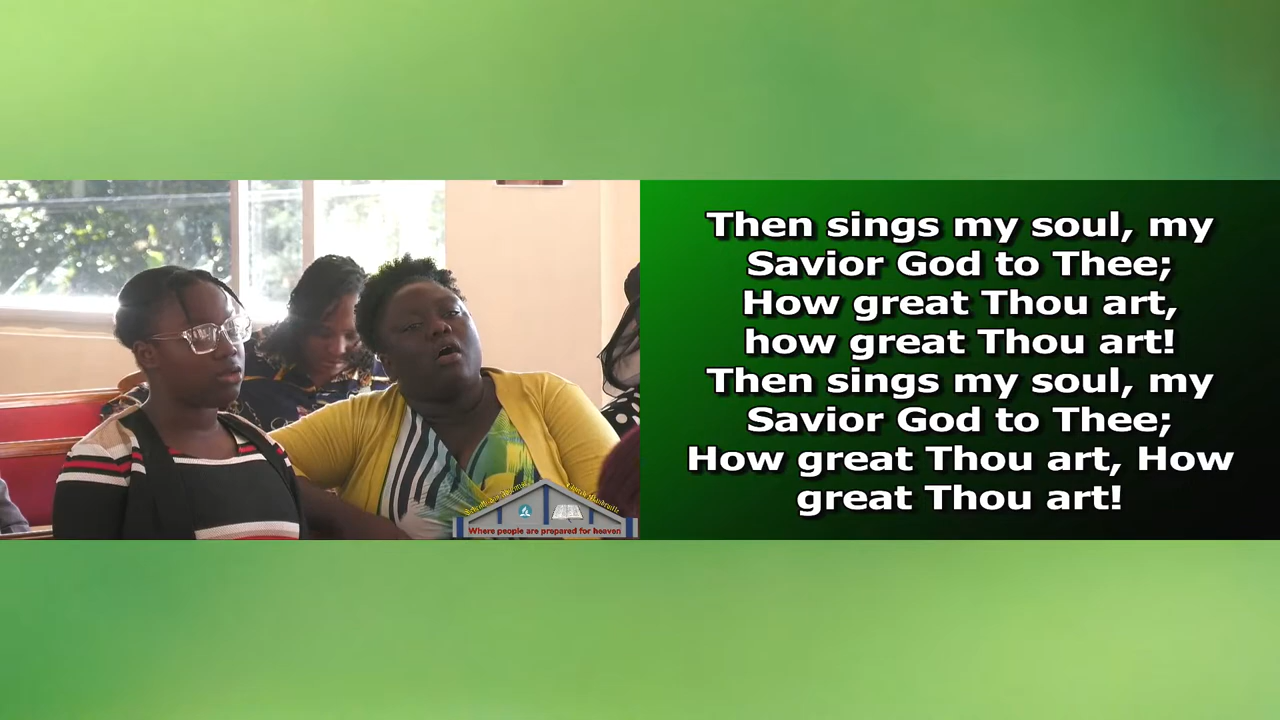 Then sings my soul, my
Savior God to Thee;
How great Thou art,
how great Thou art!
Then sings my soul, my
Savior God to Thee;
How great Thou art, How
great Thou art!
Where people are prepared for heaven